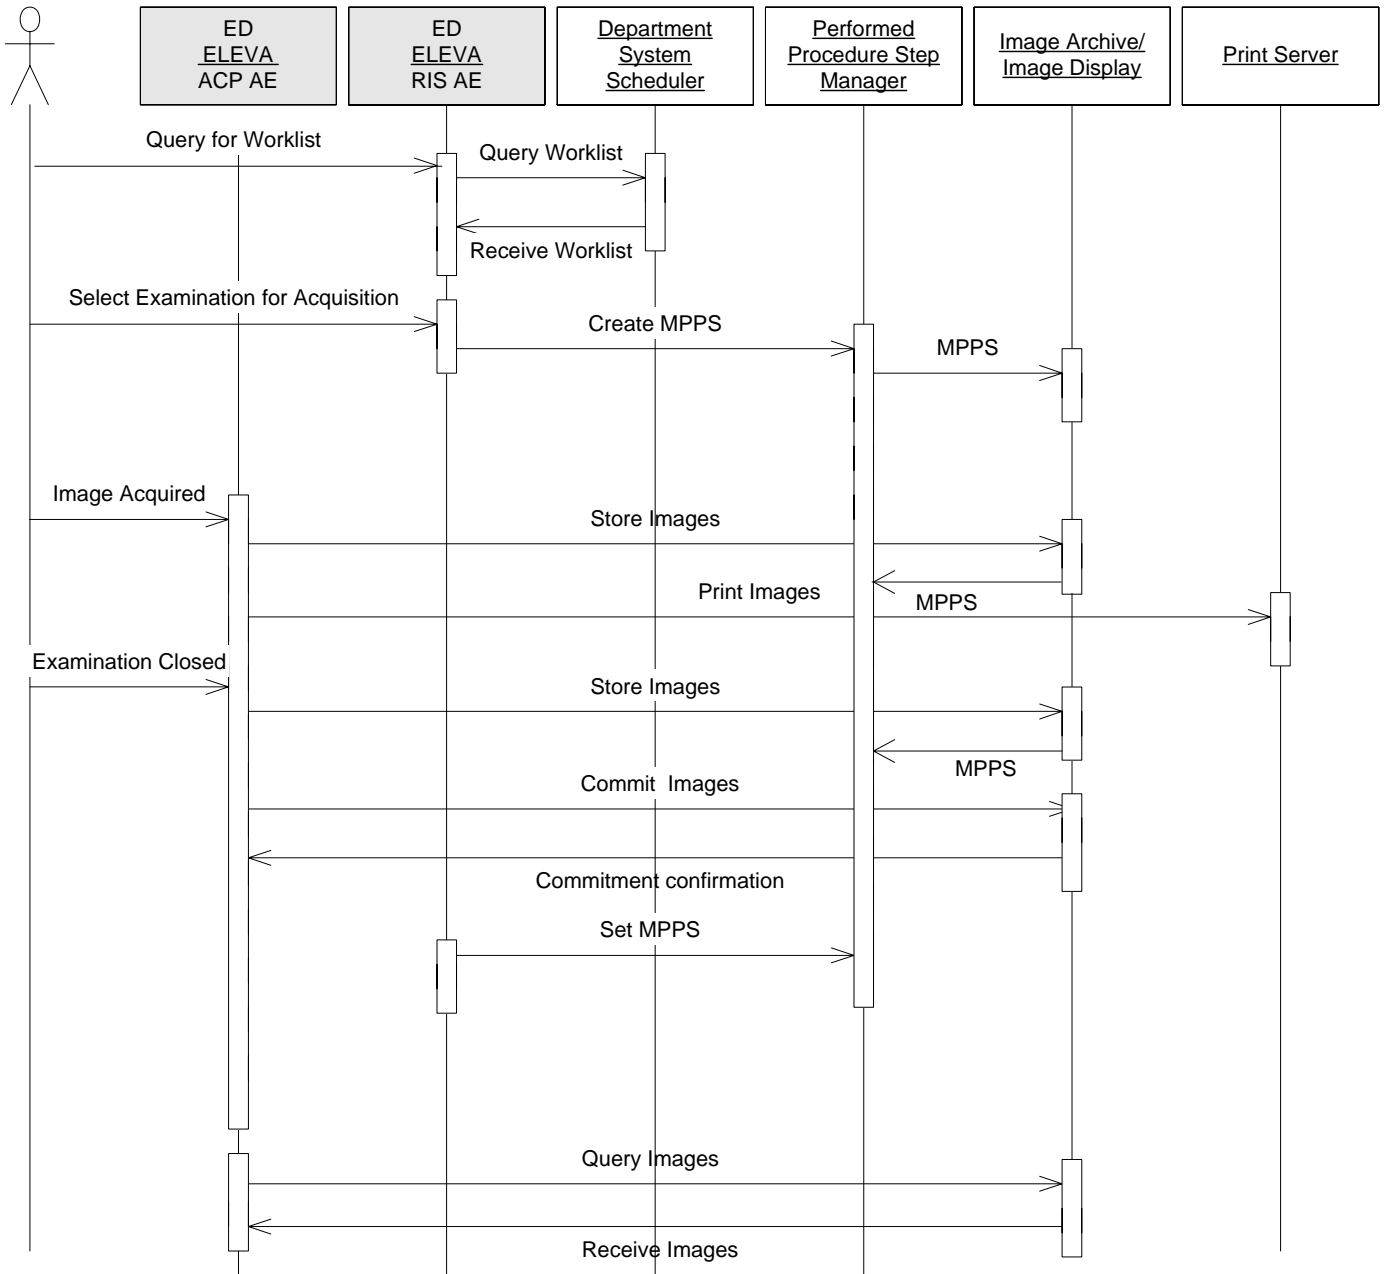 ED
ELEVA
ACP AE
ED
ELEVA
RIS AE
Department
System
Scheduler
Performed
Procedure Step
Manager
Image Archive/
Image Display
Print Server
Query for Worklist
Query Worklist
Receive Worklist
Select Examination for Acquisition
Create MPPS
MPPS
Image Acquired
Store Images
Print Images
MPPS
Examination Closed
Store Images
MPPS
Commit  Images
Commitment confirmation
Set MPPS
Query Images
Receive Images